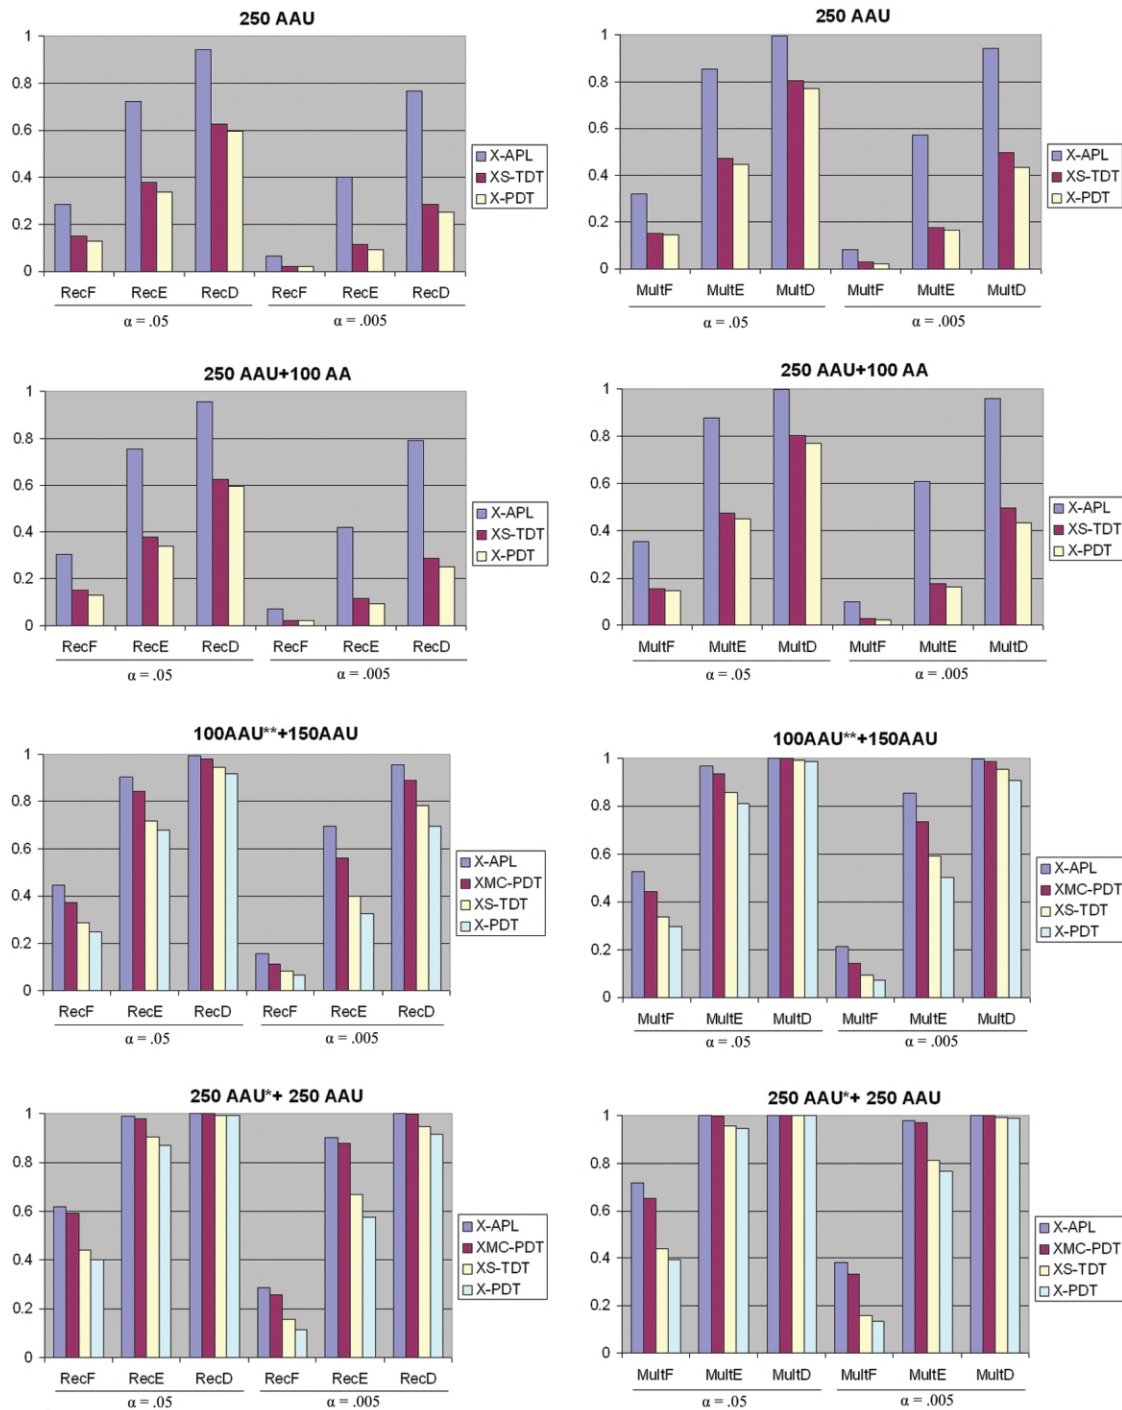 250 AAU
1
0.8
0.6
0.4
0.2
0
RecF RecE RecD RecF RecE RecD
α = .05 α = .005
X-APL
XS-TDT
X-PDT
250 AAU
1
0.8
0.6
0.4
0.2
0
MultF MultE MultD MultF MultE MultD
α = .05 α = .005
X-APL
XS-TDT
X-PDT
250 AAU+100 AA
1
0.8
0.6
0.4
0.2
0
RecF RecE RecD RecF RecE RecD
α = .05 α = .005
X-APL
XS-TDT
X-PDT
250 AAU+100 AA
1
0.8
0.6
0.4
0.2
0
MultF MultE MultD MultF MultE MultD
α = .05 α = .005
X-APL
XS-TDT
X-PDT
100AAU**+150AAU
1
0.8
0.6
0.4
0.2
0
RecF RecE RecD RecF RecE RecD
α = .05 α = .005
X-APL
XMC-PDT
XS-TDT
X-PDT
100AAU**+150AAU
1
0.8
0.6
0.4
0.2
0
MultF MultE MultD MultF MultE MultD
α = .05 α = .005
X-APL
XMC-PDT
XS-TDT
X-PDT
250 AAU*+ 250 AAU
1
0.8
0.6
0.4
0.2
0
RecF RecE RecD RecF RecE RecD
α = .05 α = .005
X-APL
XMC-PDT
XS-TDT
X-PDT
250 AAU*+ 250 AAU
1
0.8
0.6
0.4
0.2
0
MultF MultE MultD MultF MultE MultD
α = .05 α = .005
X-APL
XMC-PDT
XS-TDT
X-PDT